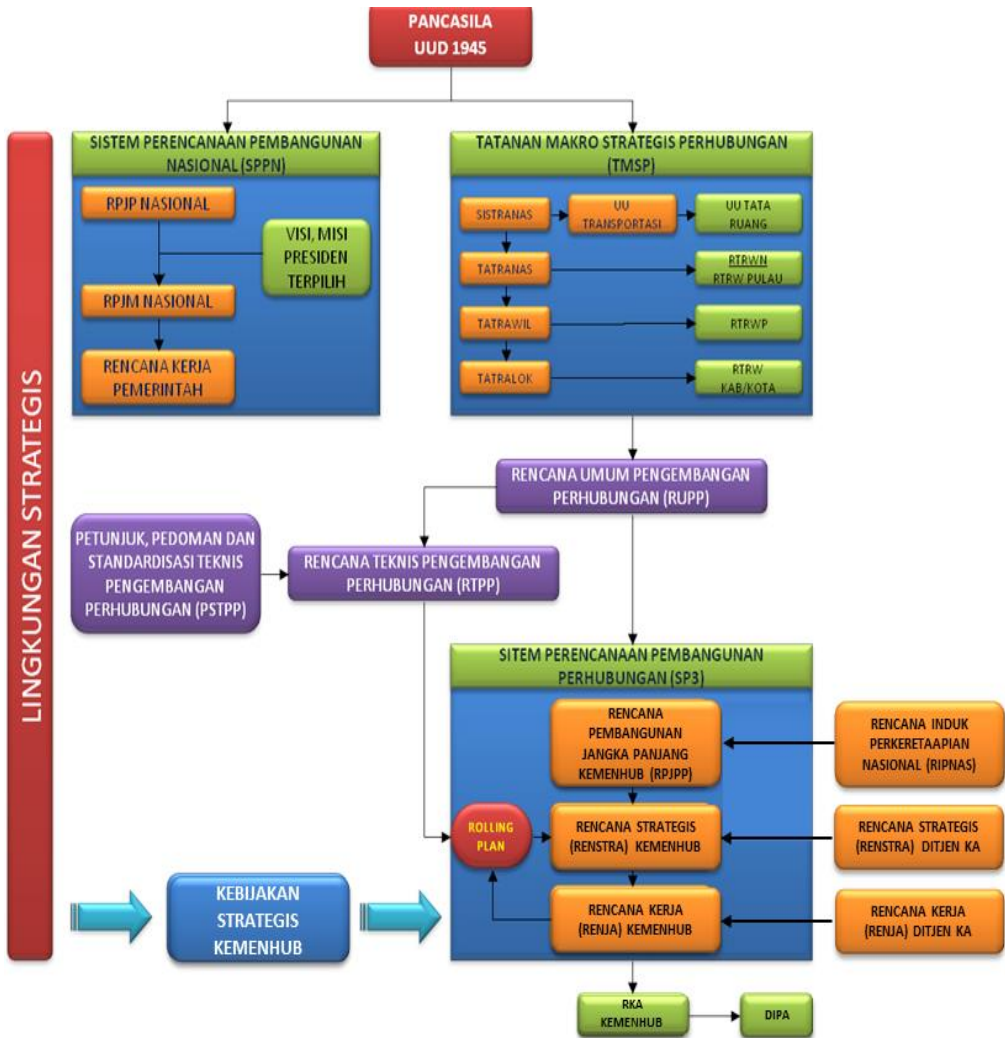 PANCASILA
UUD 1945
LINGKUNGAN STRATEGIS
SISTEM PERENCANAAN PEMBANGUNAN
NASIONAL (SPPN)
RPJP NASIONAL
VISI, MISI
PRESIDEN
TERPILIH
RPJM NASIONAL
RENCANA KERJA
PEMERINTAH
TATANAN MAKRO STRATEGIS PERHUBUNGAN
(TMSP)
SISTRANAS
UU
TRANSPORTASI
UU TATA
RUANG
TATRANAS
RTRWN
RTRW PULAU
TATRAWIL
RTRWP
TATRALOK
RTRW
KAB/KOTA
RENCANA UMUM PENGEMBANGAN
PERHUBUNGAN (RUPP)
PETUNJUK, PEDOMAN DAN
STANDARDISASI TEKNIS
PENGEMBANGAN
PERHUBUNGAN (PSTPP)
RENCANA TEKNIS PENGEMBANGAN
PERHUBUNGAN (RTPP)
SITEM PERENCANAAN PEMBANGUNAN
PERHUBUNGAN (SP3)
RENCANA
PEMBANGUNAN
JANGKA PANJANG
KEMENHUB (RPJPP)
RENCANA INDUK
PERKERETAAPIAN
NASIONAL (RIPNAS)
ROLLING
PLAN
RENCANA STRATEGIS
(RENSTRA) KEMENHUB
RENCANA STRATEGIS
(RENSTRA) DITJEN KA
KEBIJAKAN
STRATEGIS
KEMENHUB
RENCANA KERJA
(RENJA) KEMENHUB
RENCANA KERJA
(RENJA) DITJEN KA
RKA
KEMENHUB
DIPA